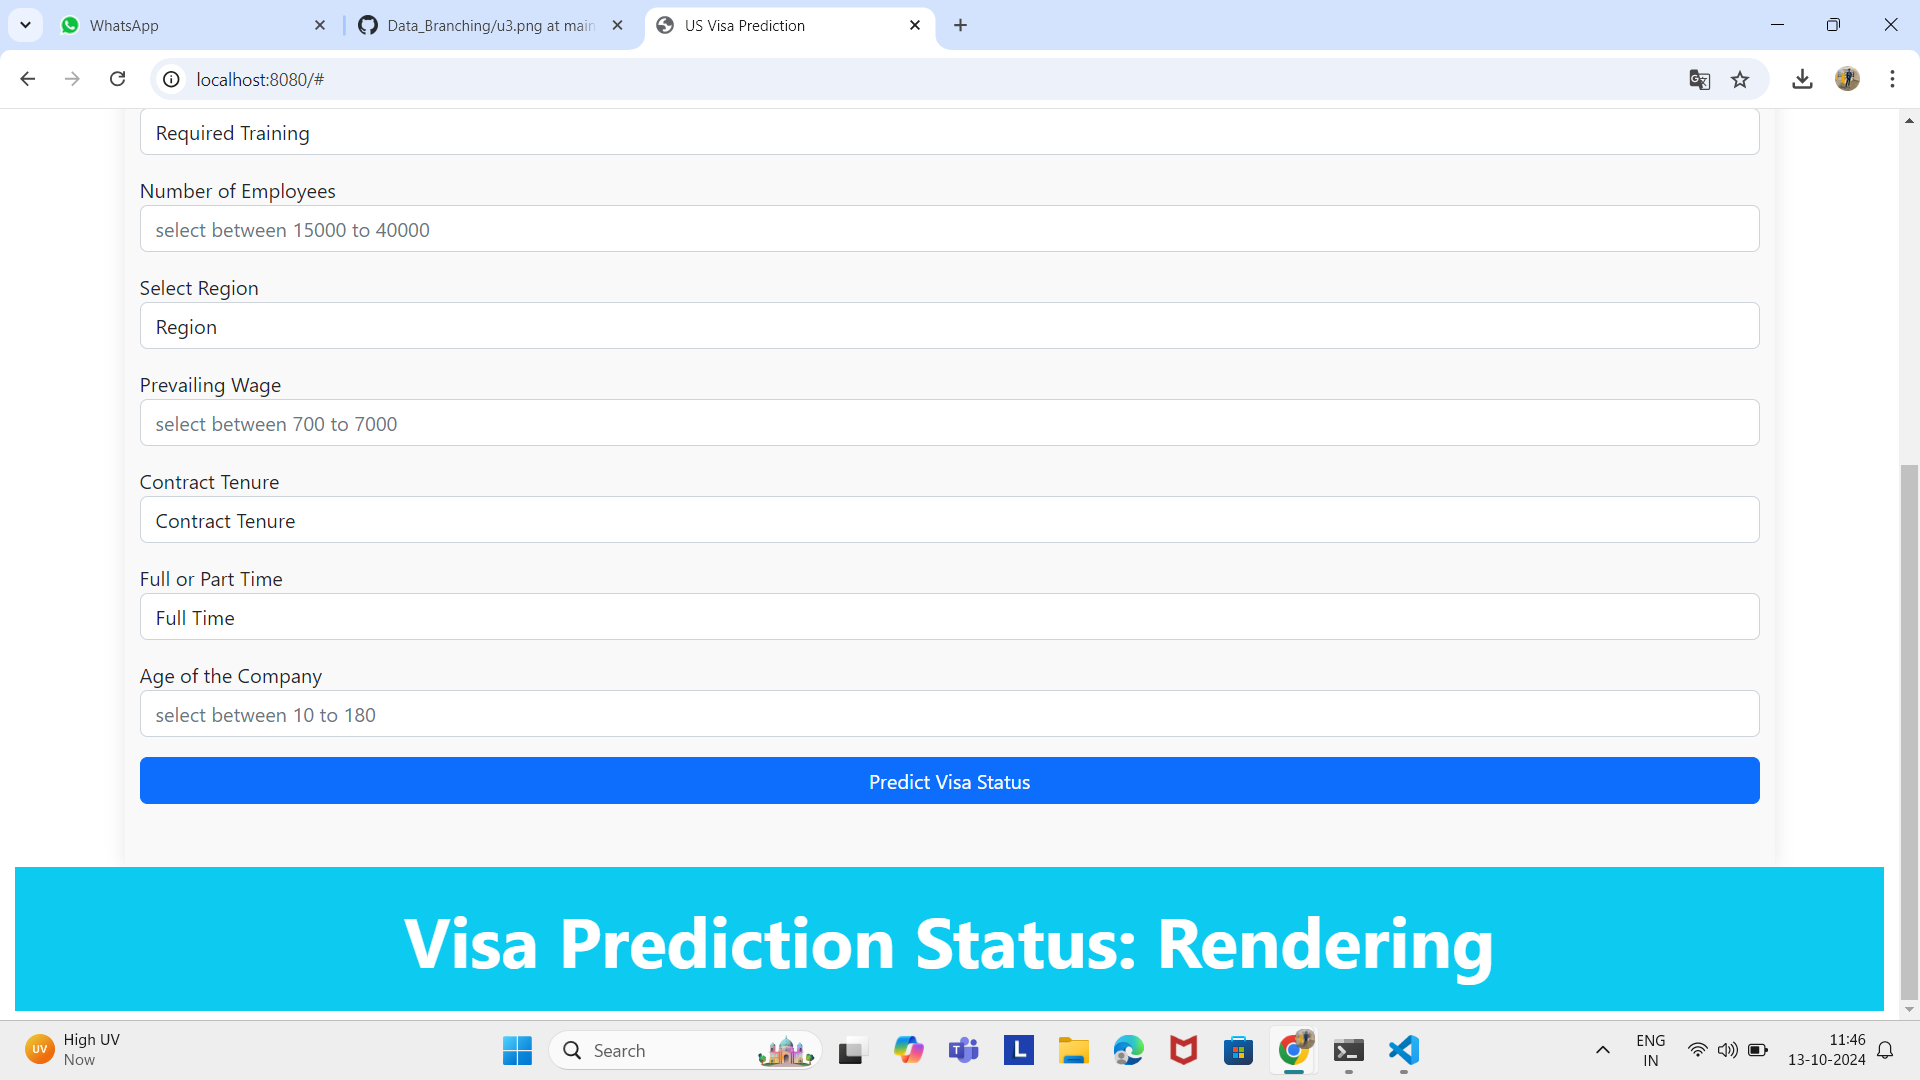 WhatsApp
Data_Branching/u3.png at main
US Visa Prediction
localhost:8080/#
Required Training
Number of Employees
select between 15000 to 40000
Select Region
Region
Prevailing Wage
select between 700 to 7000
Contract Tenure
Contract Tenure
Full or Part Time
Full Time
Age of the Company
select between 10 to 180
Predict Visa Status
Visa Prediction Status: Rendering
UV
High UV
Now
Search
L
ENG
IN
11:46
13-10-2024